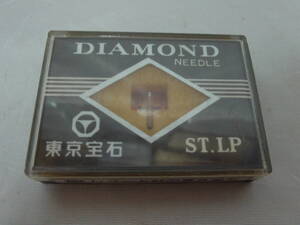 DIAMOND
NEEDLE
東京宝石
ST.LP